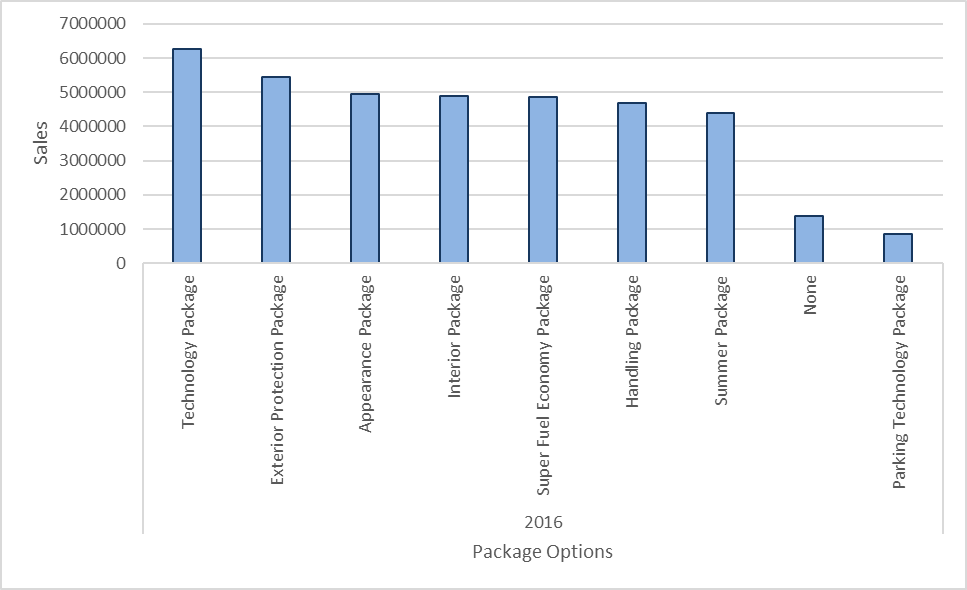 7000000
6000000
5000000
4000000
3000000
2000000
1000000
0
Sales
Technology Package
Exterior Protection Package
Appearance Package
Interior Package
Super Fuel Economy Package
Handling Package
Summer Package
None
Parking Technology Package
2016
Package Options